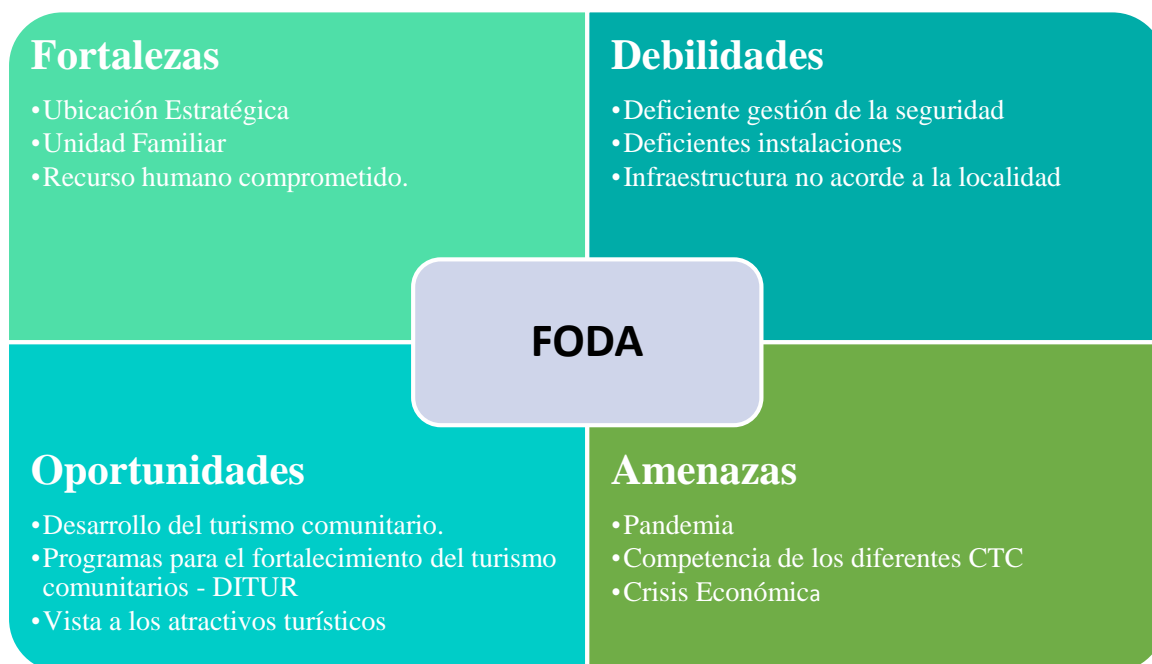 Fortalezas
•Ubicación Estratégica
•Unidad Familiar
•Recurso humano comprometido.
Debilidades
•Deficiente gestión de la seguridad
•Deficientes instalaciones
•Infraestructura no acorde a la localidad
FODA
Oportunidades
•Desarrollo del turismo comunitario.
•Programas para el fortalecimiento del turismo
comunitarios - DITUR
•Vista a los atractivos turísticos
Amenazas
•Pandemia
•Competencia de los diferentes CTC
•Crisis Económica